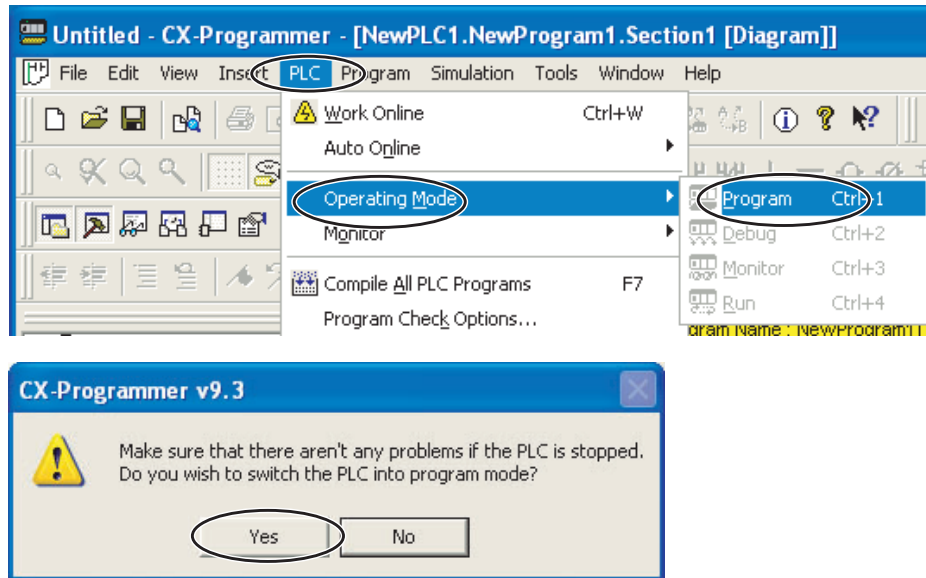 Untitled - CX-Programmer - [NewPLC1.NewProgram1.Section1 [Diagram]]
File Edit View Insert PLC Program Simulation Tools Window Help
Work Online Ctrl+W
Auto Online
Operating Mode
Program Ctrl+1
Debug Ctrl+2
Monitor
Monitor Ctrl+3
Compile All PLC Programs F7
Run Ctrl+4
Program Check Options...
gram Name : NewProgram1]
CX-Programmer v9.3
Make sure that there aren't any problems if the PLC is stopped.
Do you wish to switch the PLC into program mode?
Yes No